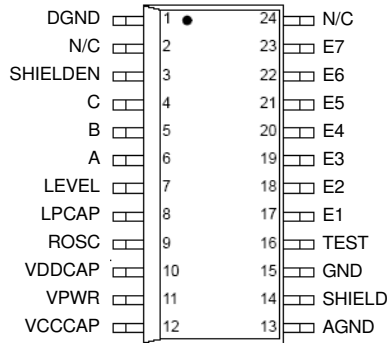 DGND 1 24 N/C
N/C 2 23 E7
SHIELDEN 3 22 E6
C 4 21 E5
B 5 20 E4
A 6 19 E3
LEVEL 7 18 E2
LPCAP 8 17 E1
ROSC 9 16 TEST
VDDCAP 10 15 GND
VPWR 11 14 SHIELD
VCCCAP 12 13 AGND